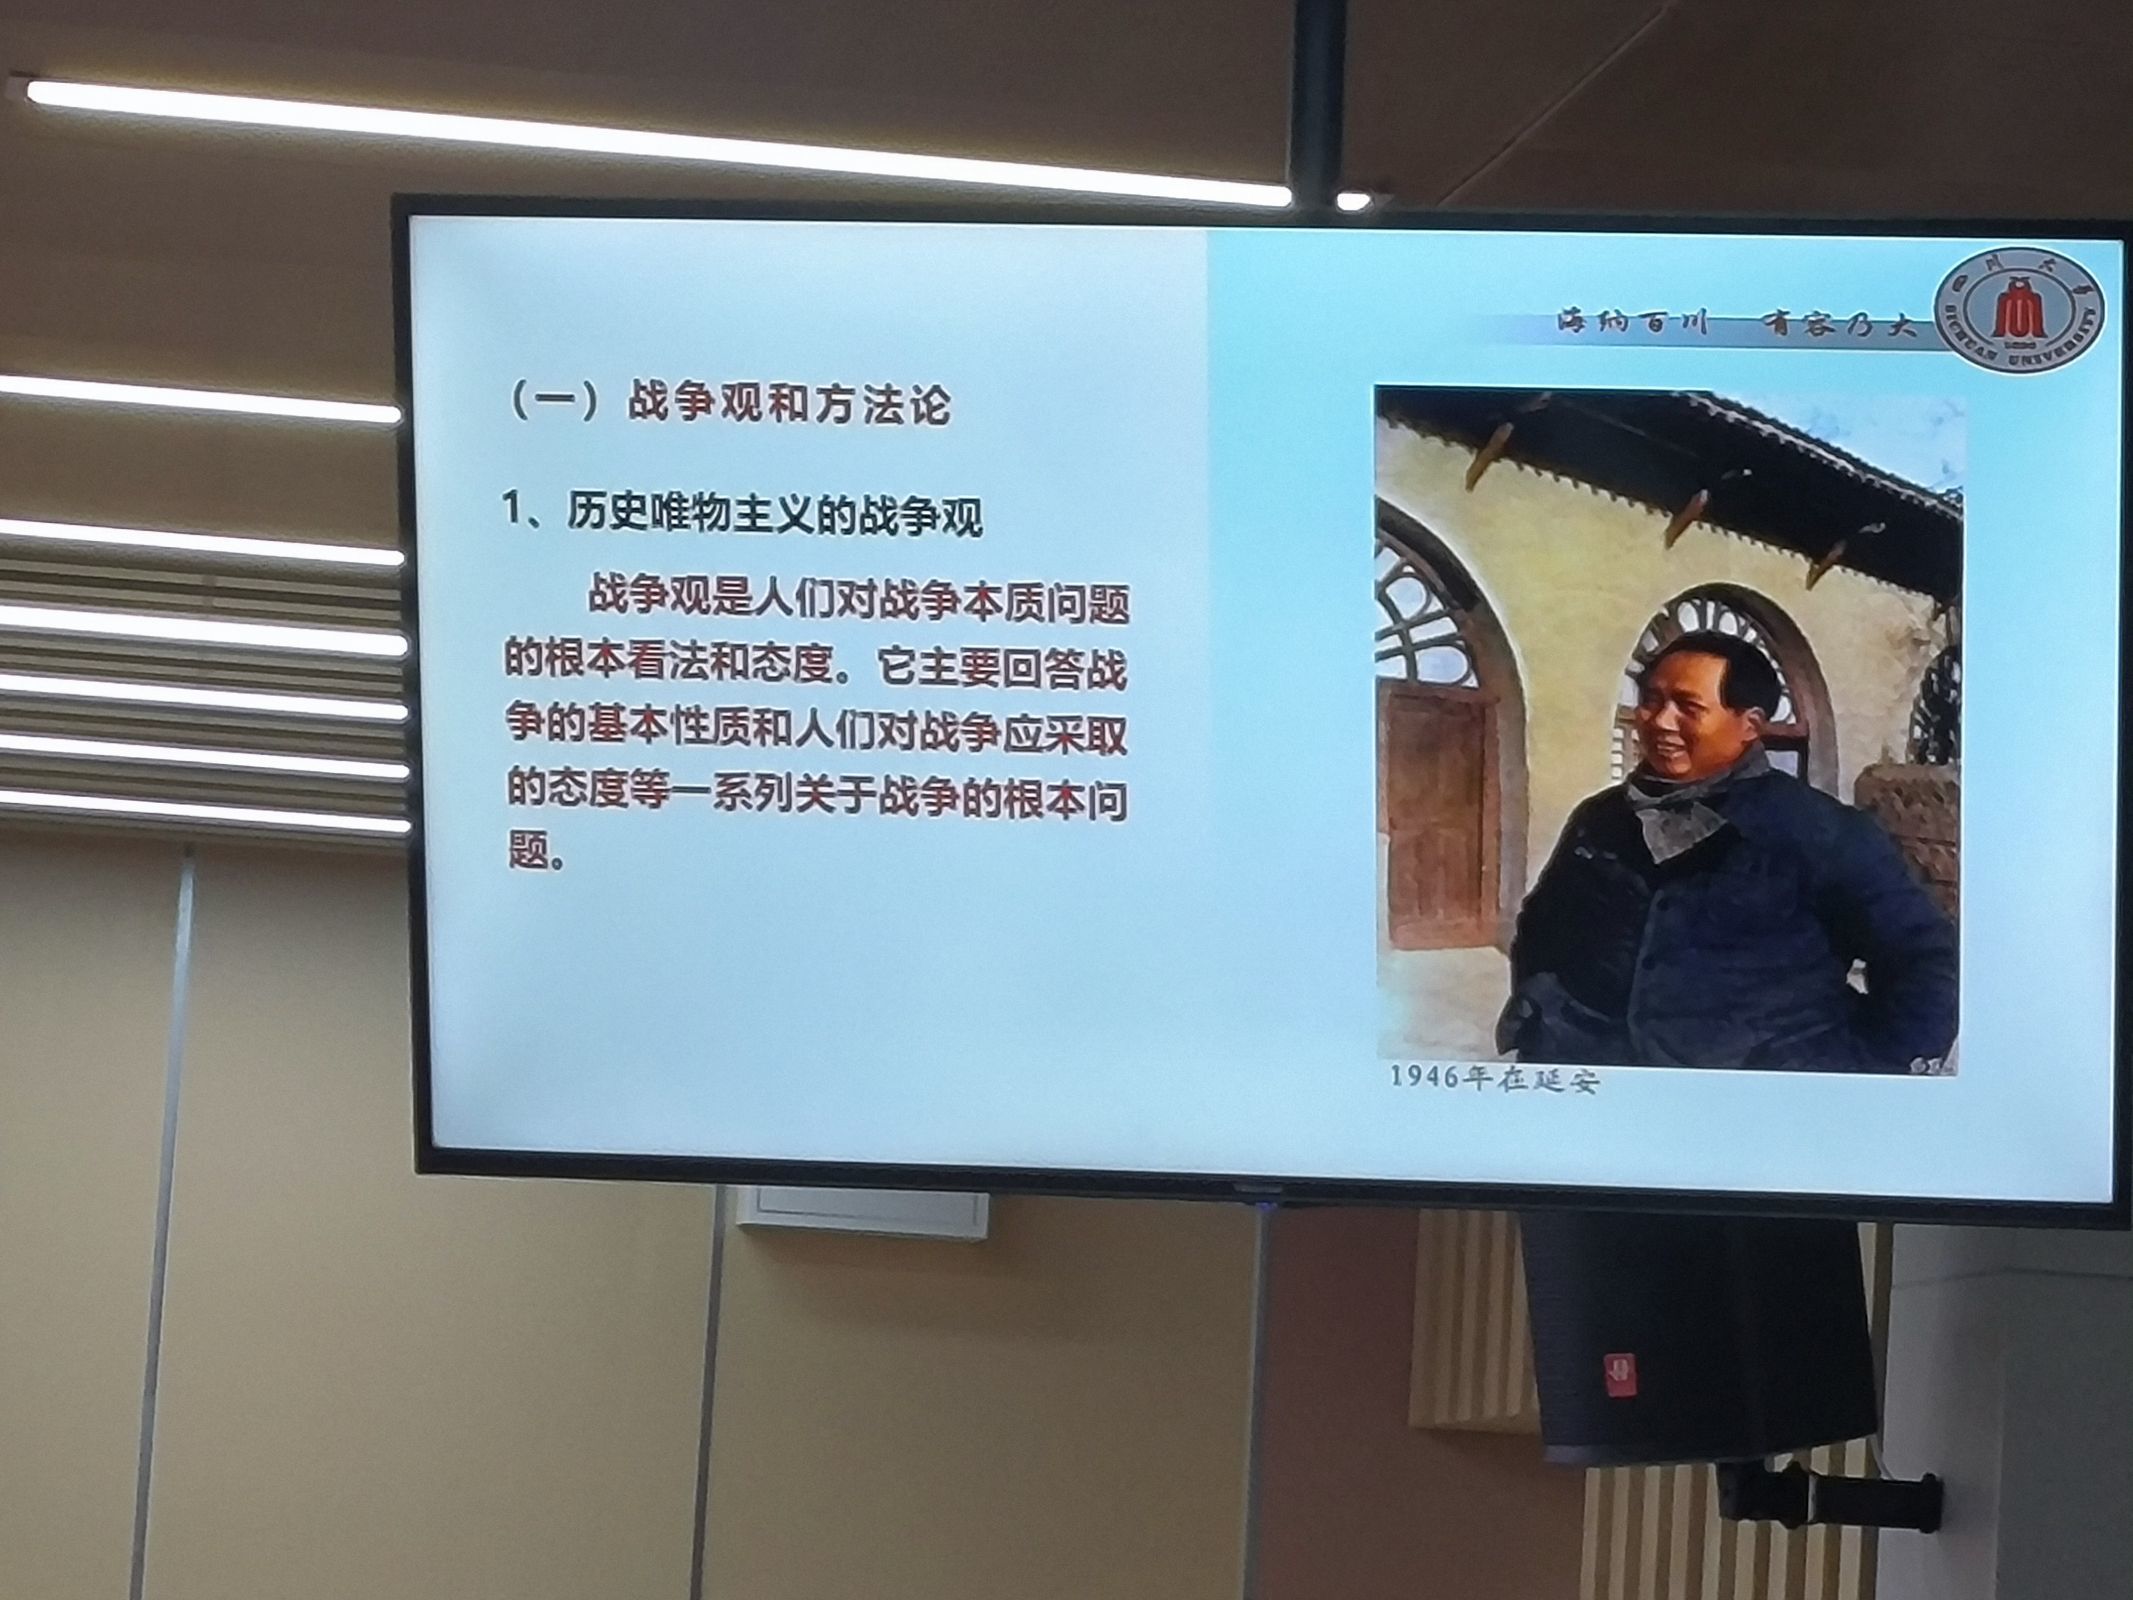 海纳百川 有容乃大
四川大学
SICHUAN UNIVERSITY
1896
（一）战争观和方法论
1、历史唯物主义的战争观
战争观是人们对战争本质问题
的根本看法和态度。它主要回答战
争的基本性质和人们对战争应采取
的态度等一系列关于战争的根本问
题。
1946年在延安